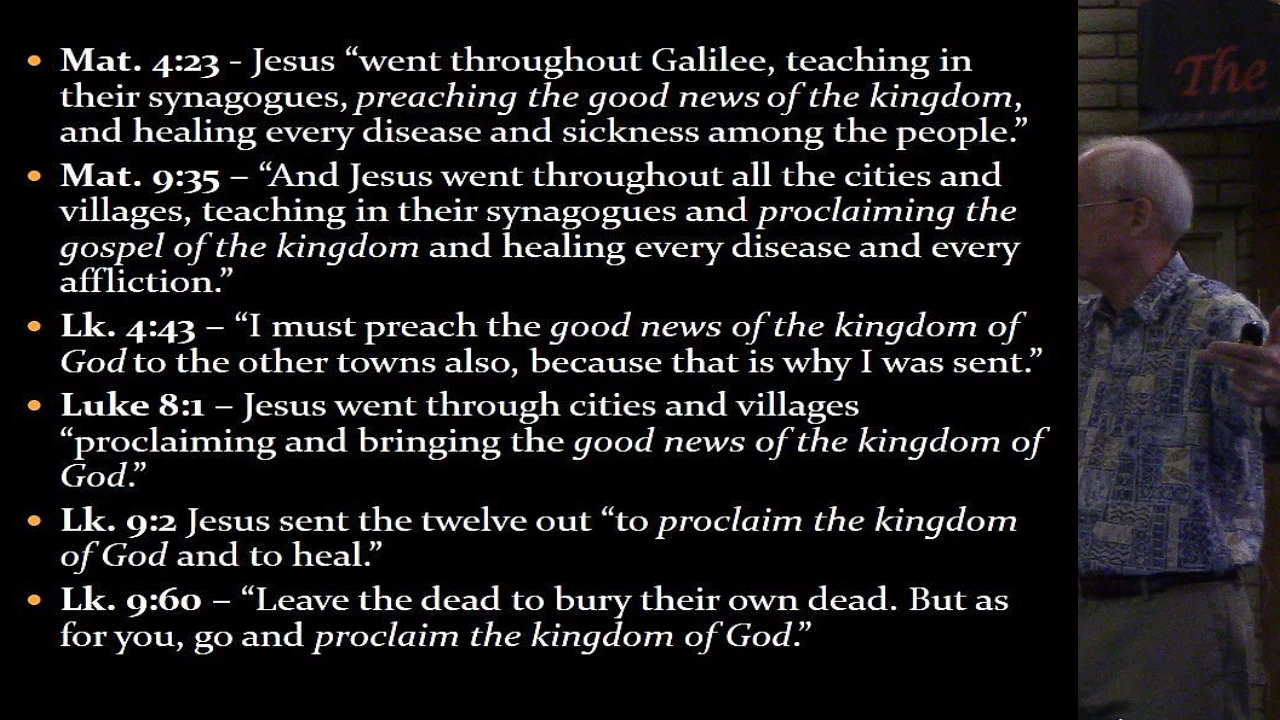 • Mat. 4:23 - Jesus “went throughout Galilee, teaching in
their synagogues, preaching the good news of the kingdom,
and healing every disease and sickness among the people.”
• Mat. 9:35 – “And Jesus went throughout all the cities and
villages, teaching in their synagogues and proclaiming the
gospel of the kingdom and healing every disease and every
affliction.”
• Lk. 4:43 – “I must preach the good news of the kingdom of
God to the other towns also, because that is why I was sent.”
• Luke 8:1 – Jesus went through cities and villages
“proclaiming and bringing the good news of the kingdom of
God.”
• Lk. 9:2 Jesus sent the twelve out “to proclaim the kingdom
of God and to heal.”
• Lk. 9:60 – “Leave the dead to bury their own dead. But as
for you, go and proclaim the kingdom of God.”
The